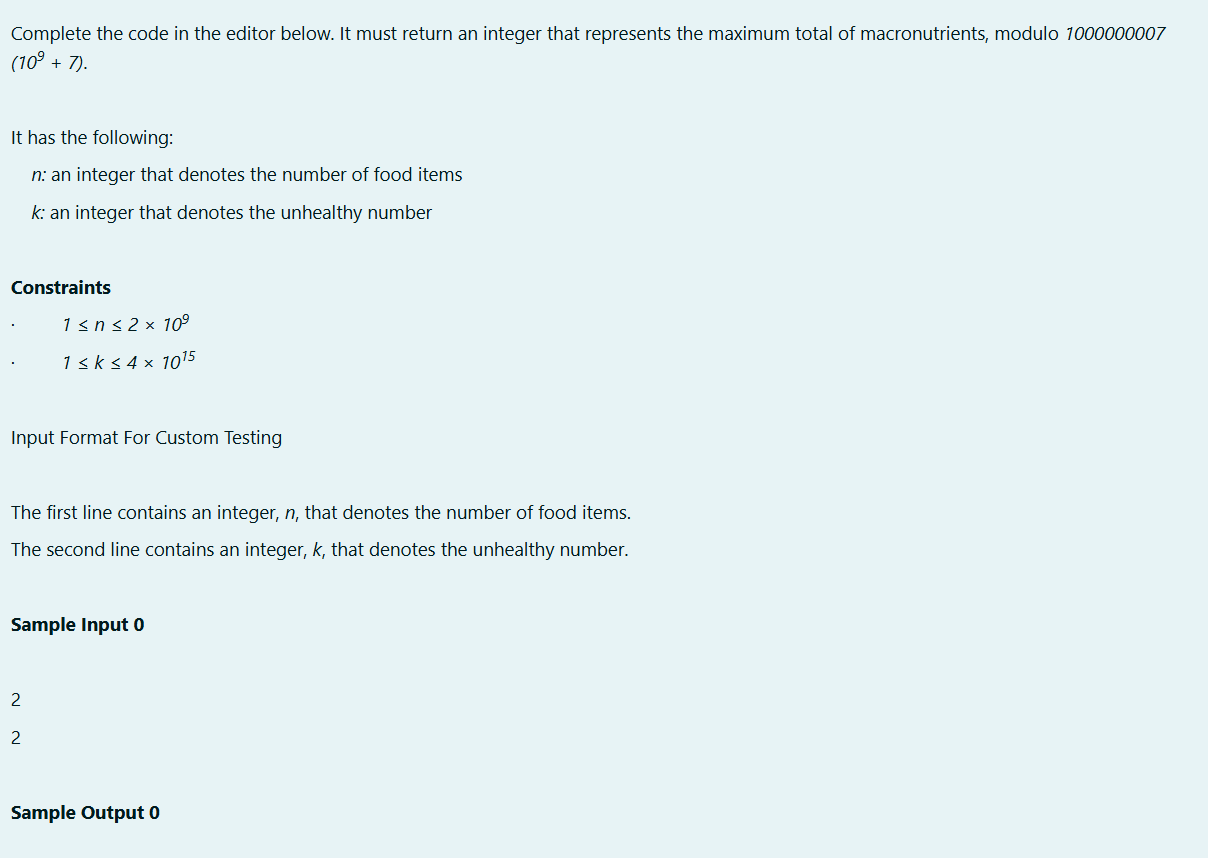 Complete the code in the editor below. It must return an integer that represents the maximum total of macronutrients, modulo 1000000007
(10⁹ + 7).
It has the following:
n: an integer that denotes the number of food items
k: an integer that denotes the unhealthy number
Constraints
· 1 ≤ n ≤ 2 × 10⁹
· 1 ≤ k ≤ 4 × 10¹⁵
Input Format For Custom Testing
The first line contains an integer, n, that denotes the number of food items.
The second line contains an integer, k, that denotes the unhealthy number.
Sample Input 0
2
2
Sample Output 0